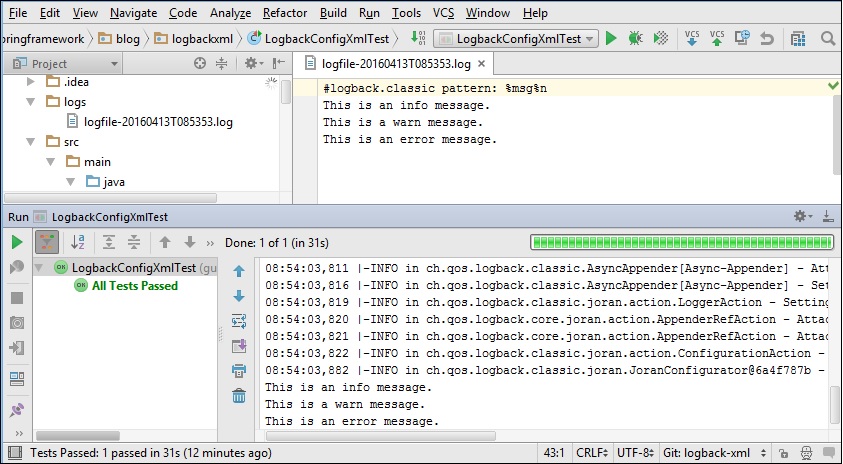 File Edit View Navigate Code Analyze Refactor Build Run Tools VCS Window Help
oringframework blog logbackxml LogbackConfigXmlTest LogbackConfigXmlTest VCS VCS
Project
logfile-20160413T085353.log
.idea
logs
logfile-20160413T085353.log
src
main
java
#logback.classic pattern: %msg%n
This is an info message.
This is a warn message.
This is an error message.
Run LogbackConfigXmlTest
Done: 1 of 1 (in 31s)
LogbackConfigXmlTest (gu
OK All Tests Passed
08:54:03,811 |-INFO in ch.qos.logback.classic.AsyncAppender[Async-Appender] - Att
08:54:03,816 |-INFO in ch.qos.logback.classic.AsyncAppender[Async-Appender] - Set
08:54:03,819 |-INFO in ch.qos.logback.classic.joran.action.LoggerAction - Setting
08:54:03,820 |-INFO in ch.qos.logback.core.joran.action.AppenderRefAction - Attac
08:54:03,821 |-INFO in ch.qos.logback.core.joran.action.AppenderRefAction - Attac
08:54:03,822 |-INFO in ch.qos.logback.classic.joran.action.ConfigurationAction -
08:54:03,882 |-INFO in ch.qos.logback.classic.joran.JoranConfigurator@6a4f787b -
This is an info message.
This is a warn message.
This is an error message.
Tests Passed: 1 passed in 31s (12 minutes ago) 43:1 CRLF UTF-8 Git: logback-xml